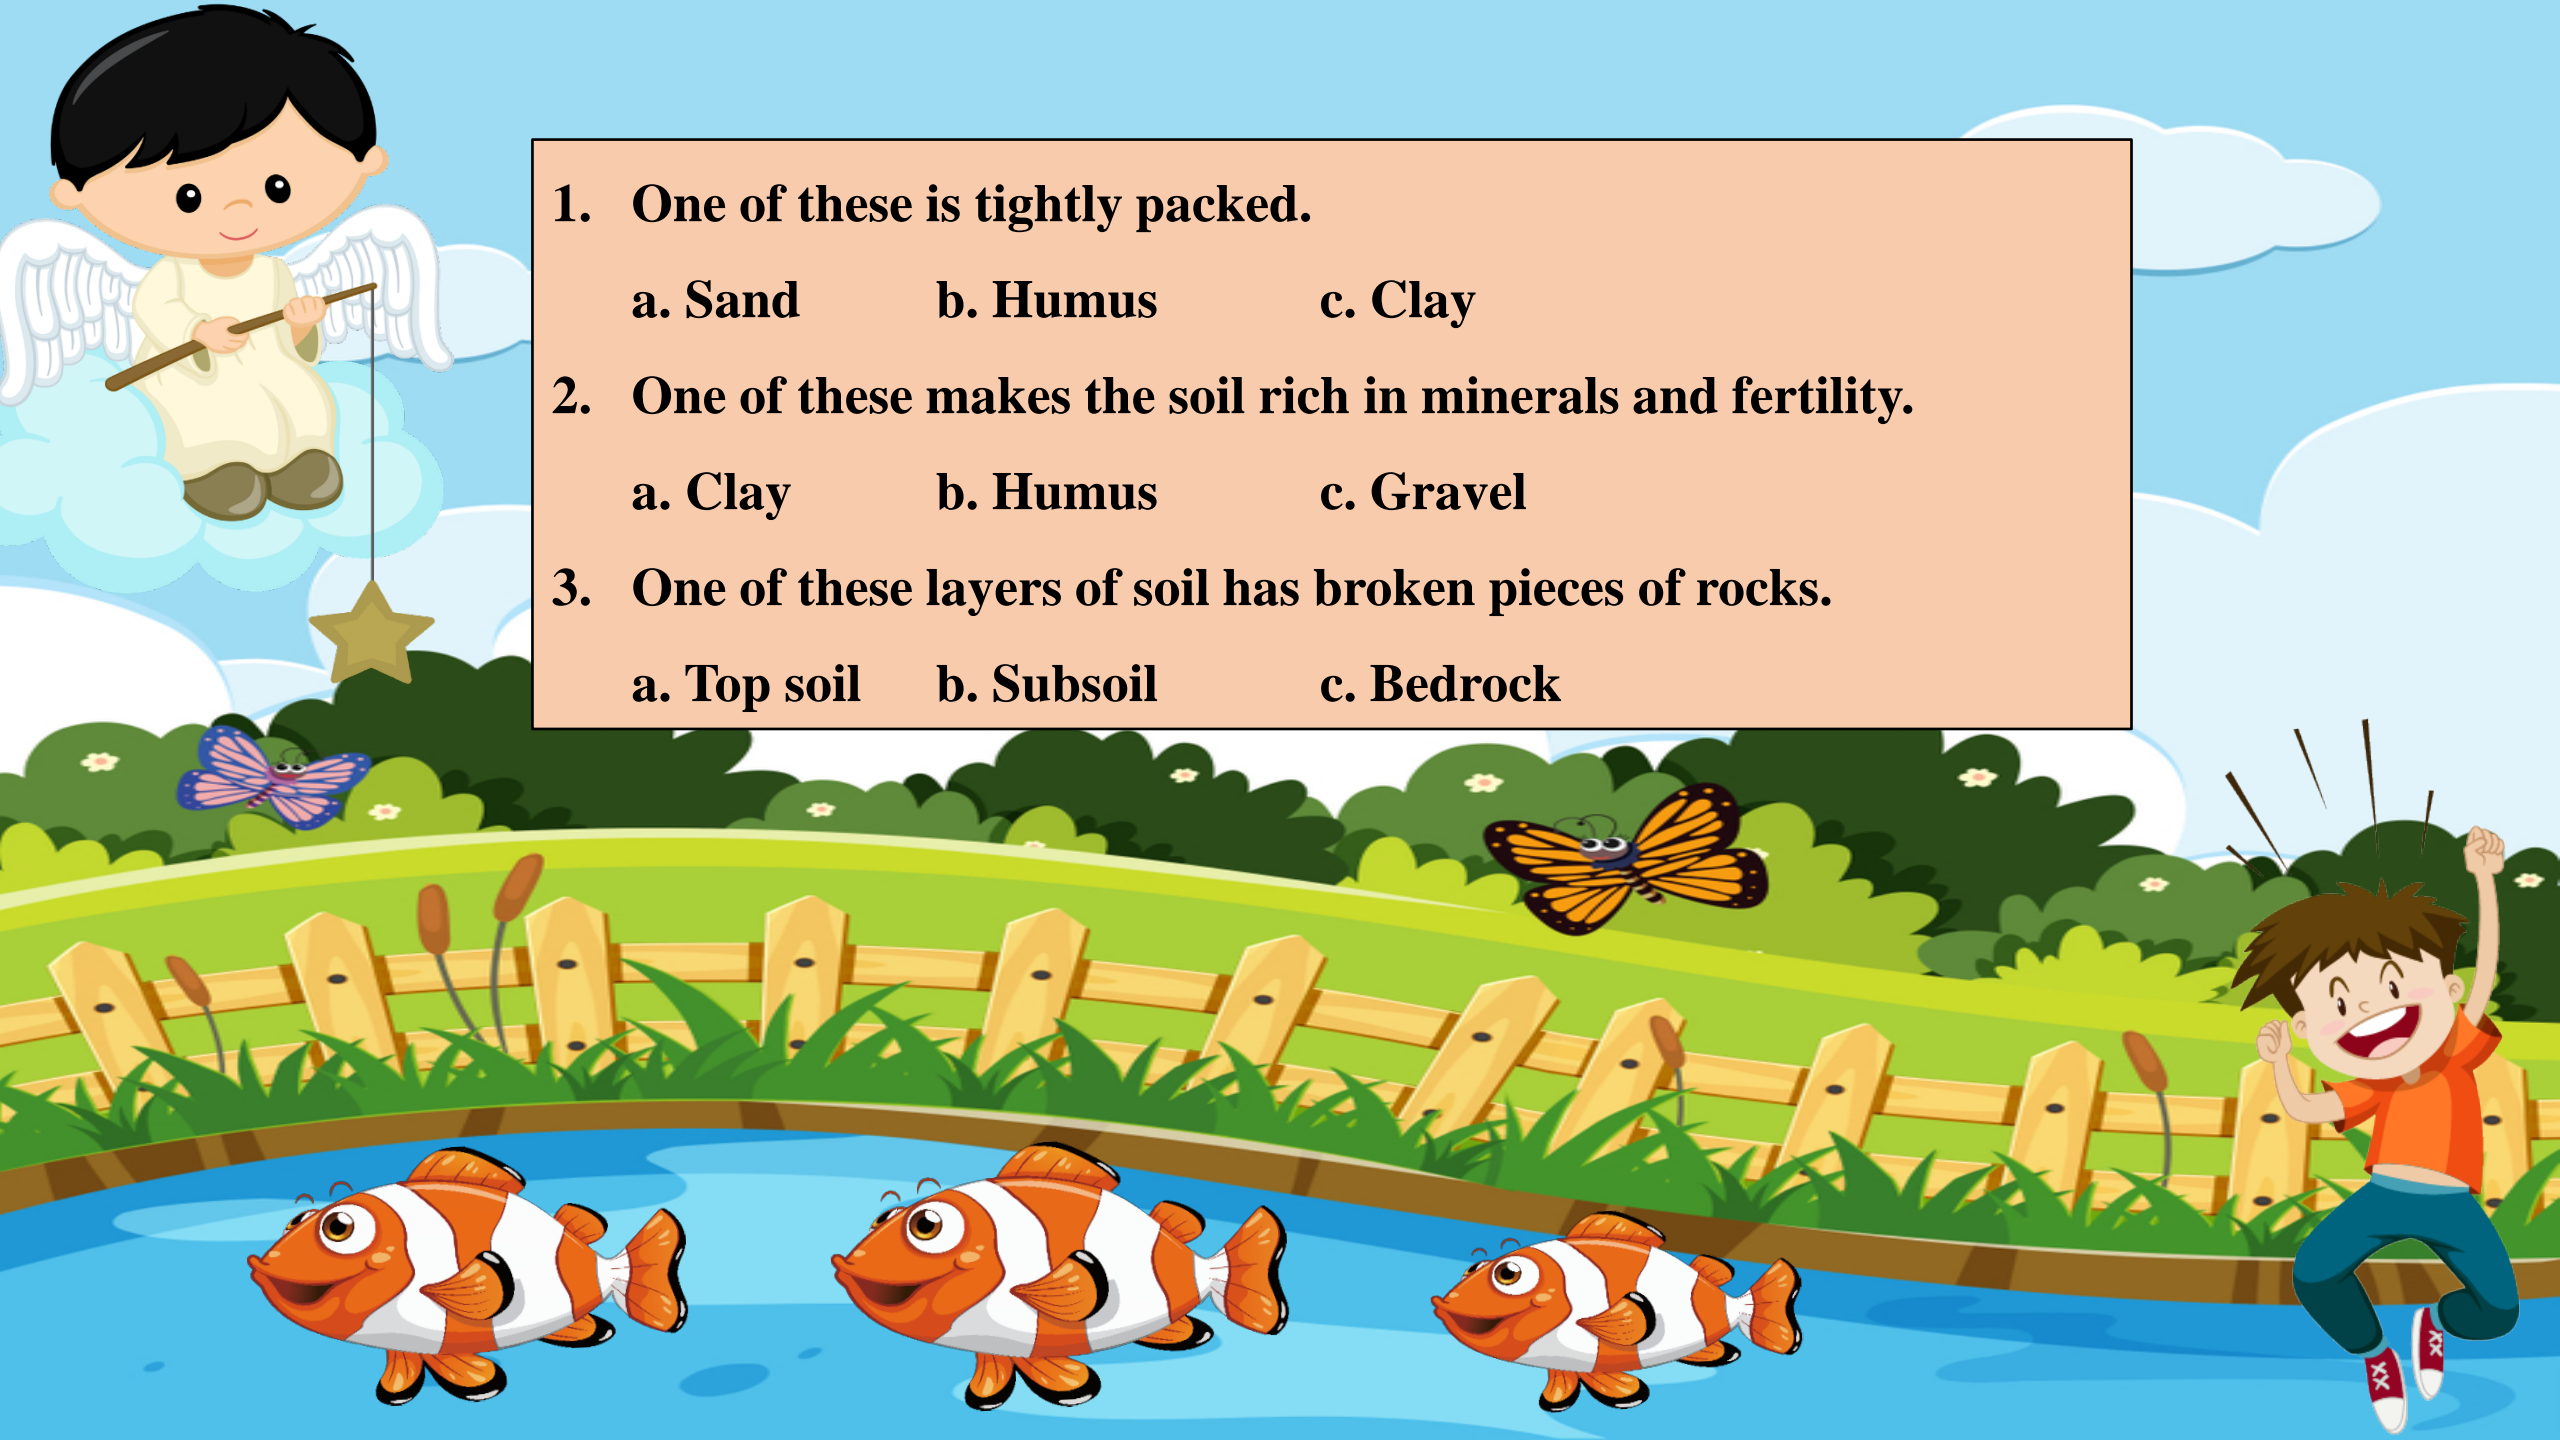 1. One of these is tightly packed.
a. Sand b. Humus c. Clay
2. One of these makes the soil rich in minerals and fertility.
a. Clay b. Humus c. Gravel
3. One of these layers of soil has broken pieces of rocks.
a. Top soil b. Subsoil c. Bedrock